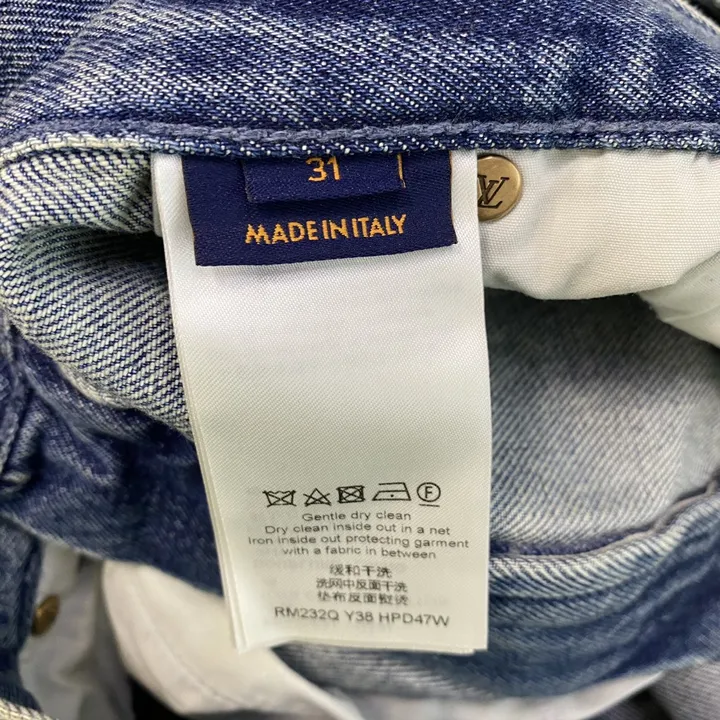 31
MADE IN ITALY
LV
F
Gentle dry clean
Dry clean inside out in a net
Iron inside out protecting garment
with a fabric in between
缓和干洗
洗网中反面干洗
垫布反面熨烫
RM232Q Y38 HPD47W